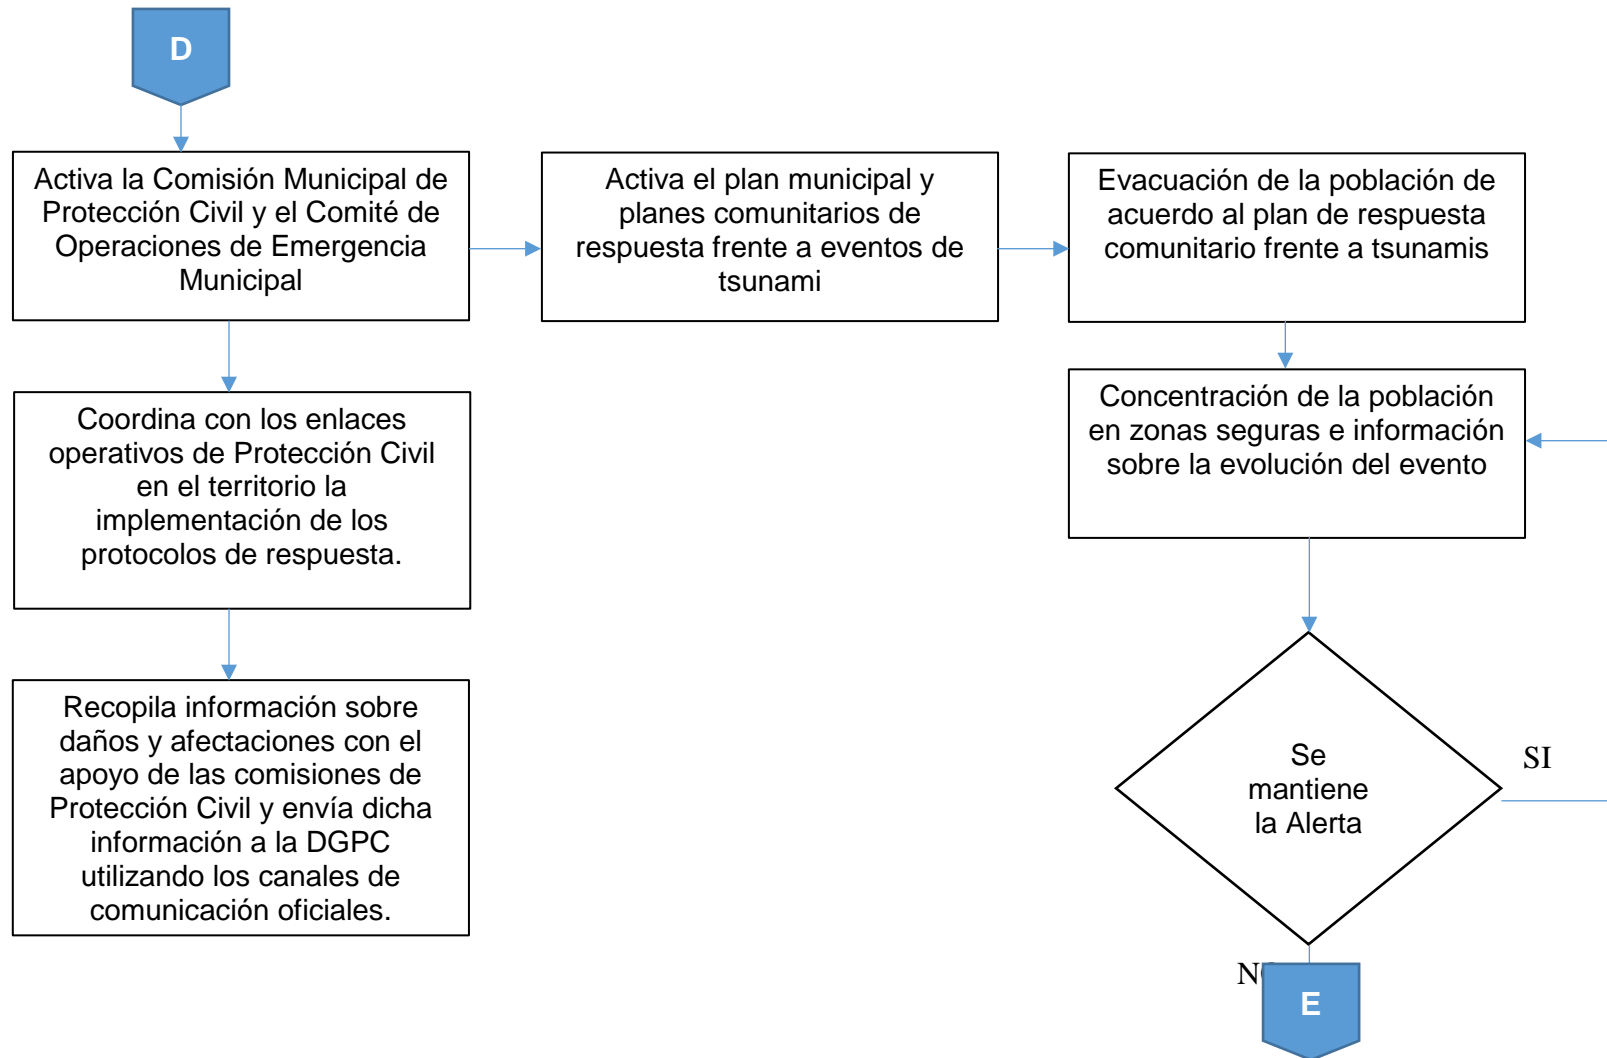 D
Activa la Comisión Municipal de
Protección Civil y el Comité de
Operaciones de Emergencia
Municipal
Activa el plan municipal y
planes comunitarios de
respuesta frente a eventos de
tsunami
Evacuación de la población de
acuerdo al plan de respuesta
comunitario frente a tsunamis
Coordina con los enlaces
operativos de Protección Civil
en el territorio la
implementación de los
protocolos de respuesta.
Concentración de la población
en zonas seguras e información
sobre la evolución del evento
Recopila información sobre
daños y afectaciones con el
apoyo de las comisiones de
Protección Civil y envía dicha
información a la DGPC
utilizando los canales de
comunicación oficiales.
Se
mantiene
la Alerta
SI
NO
E